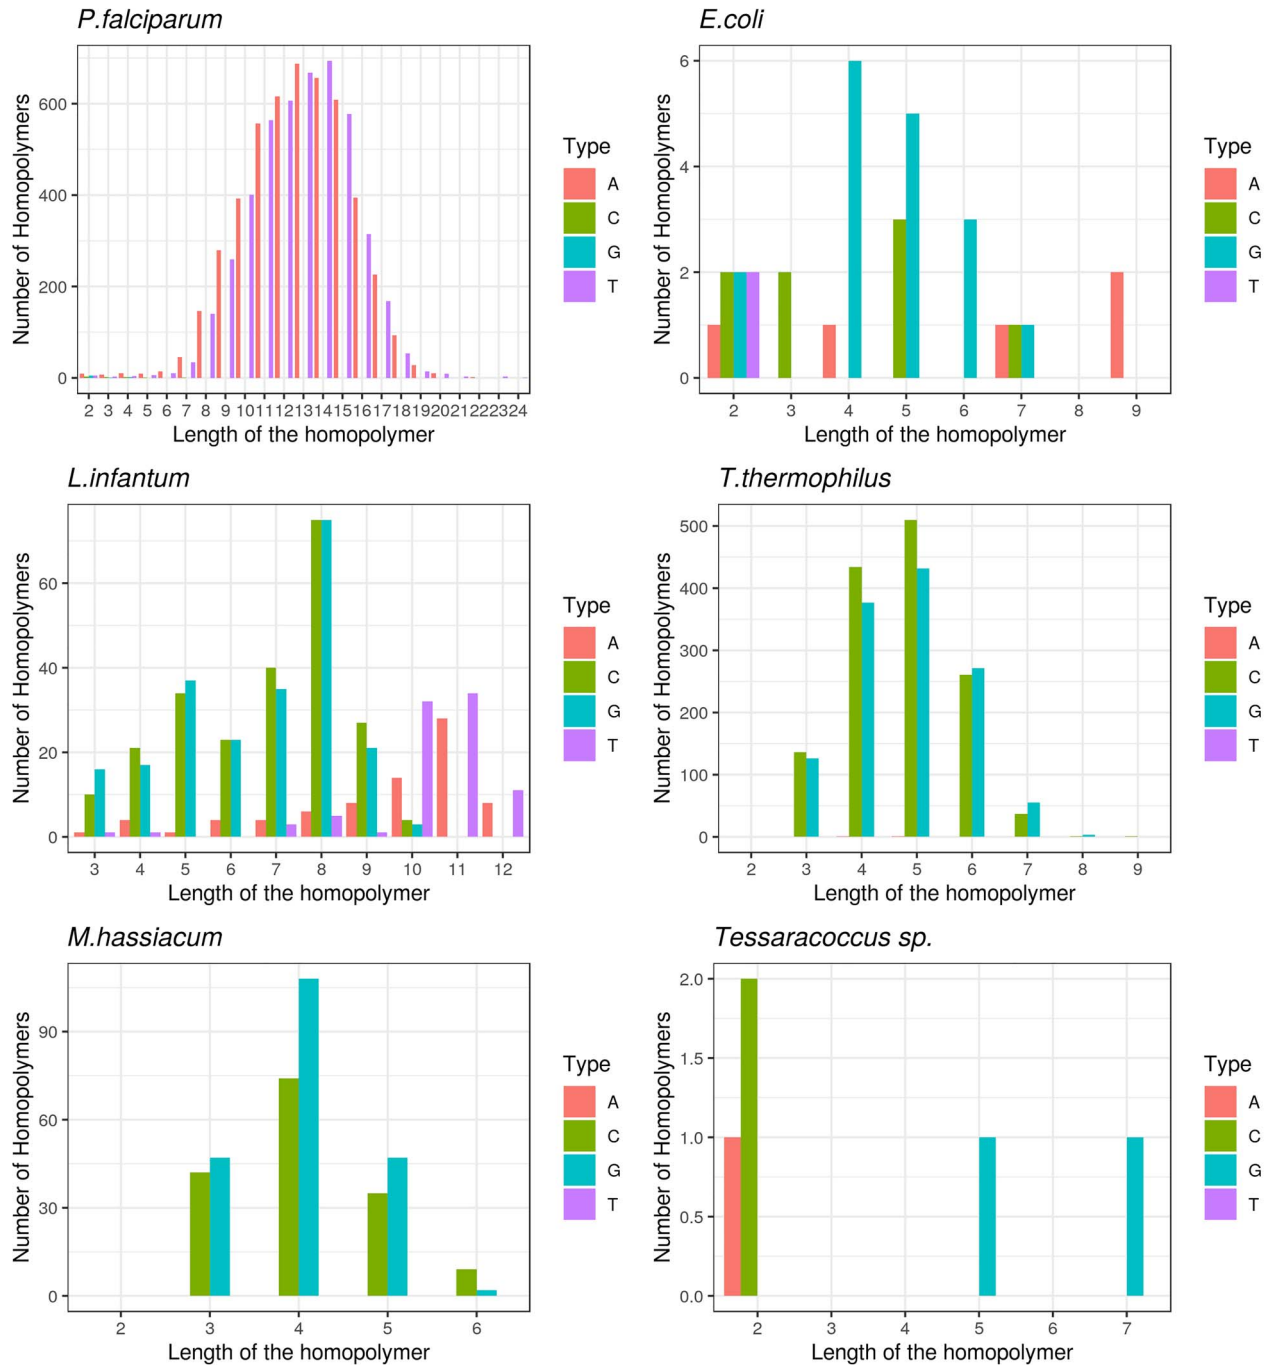 P.falciparum
Number of Homopolymers
600
400
200
0
2 3 4 5 6 7 8 9 10 11 12 13 14 15 16 17 18 19 20 21 22 23 24
Length of the homopolymer
Type
A
C
G
T
E.coli
Number of Homopolymers
6
4
2
0
2 3 4 5 6 7 8 9
Length of the homopolymer
Type
A
C
G
T
L.infantum
Number of Homopolymers
60
40
20
0
3 4 5 6 7 8 9 10 11 12
Length of the homopolymer
Type
A
C
G
T
T.thermophilus
Number of Homopolymers
500
400
300
200
100
0
2 3 4 5 6 7 8 9
Length of the homopolymer
Type
A
C
G
T
M.hassiacum
Number of Homopolymers
90
60
30
0
2 3 4 5 6
Length of the homopolymer
Type
A
C
G
T
Tessaracoccus sp.
Number of Homopolymers
2.0
1.5
1.0
0.5
0.0
2 3 4 5 6 7
Length of the homopolymer
Type
A
C
G
T